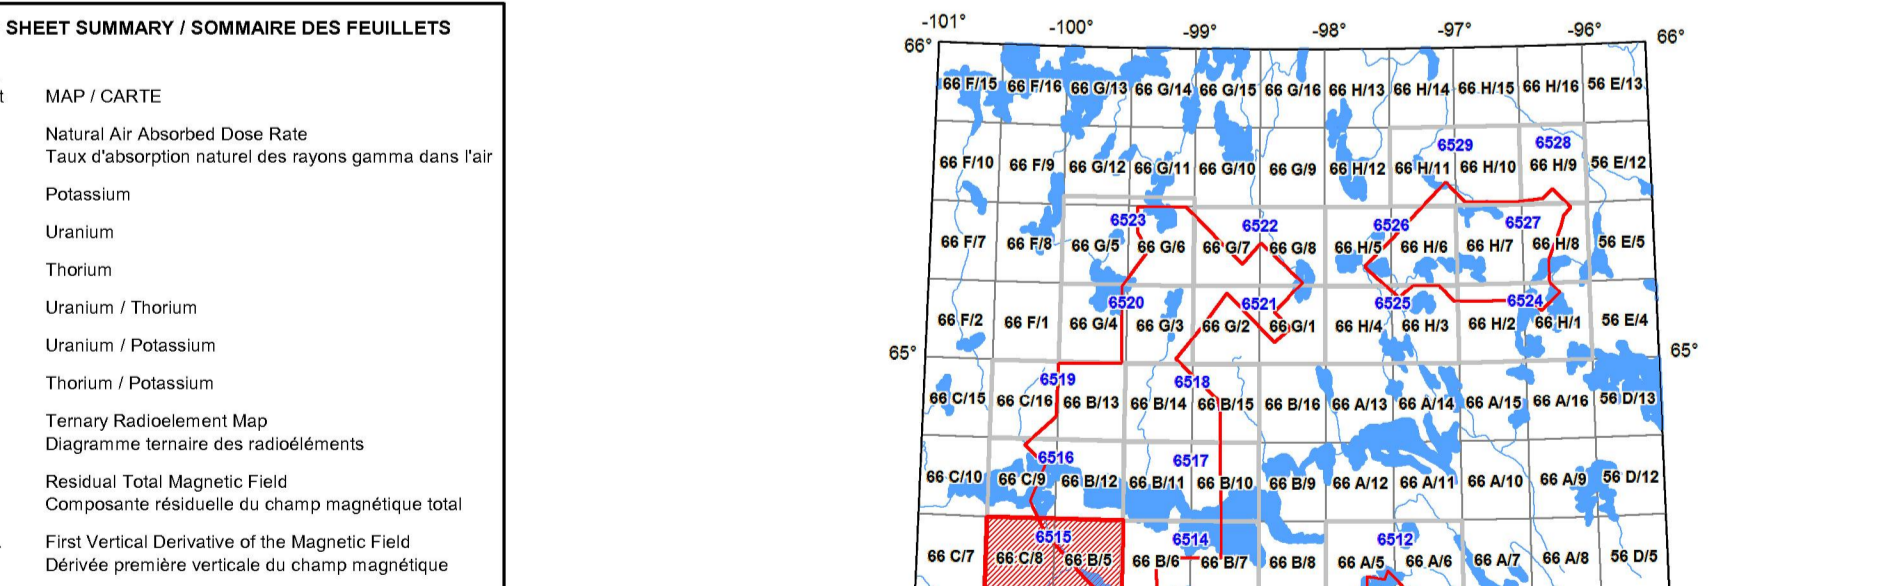 SHEET SUMMARY / SOMMAIRE DES FEUILLETS
MAP / CARTE
Natural Air Absorbed Dose Rate
Taux d'absorption naturel des rayons gamma dans l'air
Potassium
Uranium
Thorium
Uranium / Thorium
Uranium / Potassium
Thorium / Potassium
Ternary Radioelement Map
Diagramme ternaire des radioéléments
Residual Total Magnetic Field
Composante résiduelle du champ magnétique total
First Vertical Derivative of the Magnetic Field
Dérivée première verticale du champ magnétique
-101° -100° -99° -98° -97° -96°
66° 66°
66 F/15 66 F/16 66 G/13 66 G/14 66 G/15 66 G/16 66 H/13 66 H/14 66 H/15 66 H/16 56 E/13
6529 6528
66 F/10 66 F/9 66 G/12 66 G/11 66 G/10 66 G/9 66 H/12 66 H/11 66 H/10 66 H/9 56 E/12
6523 6522 6526 6527
66 F/7 66 F/8 66 G/5 66 G/6 66 G/7 66 G/8 66 H/5 66 H/6 66 H/7 66 H/8 56 E/5
6520 6521 6525 6524
66 F/2 66 F/1 66 G/4 66 G/3 66 G/2 66 G/1 66 H/4 66 H/3 66 H/2 66 H/1 56 E/4
65° 65°
6519 6518
66 C/15 66 C/16 66 B/13 66 B/14 66 B/15 66 B/16 66 A/13 66 A/14 66 A/15 66 A/16 56 D/13
6516 6517
66 C/10 66 C/9 66 B/12 66 B/11 66 B/10 66 B/9 66 A/12 66 A/11 66 A/10 66 A/9 56 D/12
6515 6514 6512
66 C/7 66 C/8 66 B/5 66 B/6 66 B/7 66 B/8 66 A/5 66 A/6 66 A/7 66 A/8 56 D/5